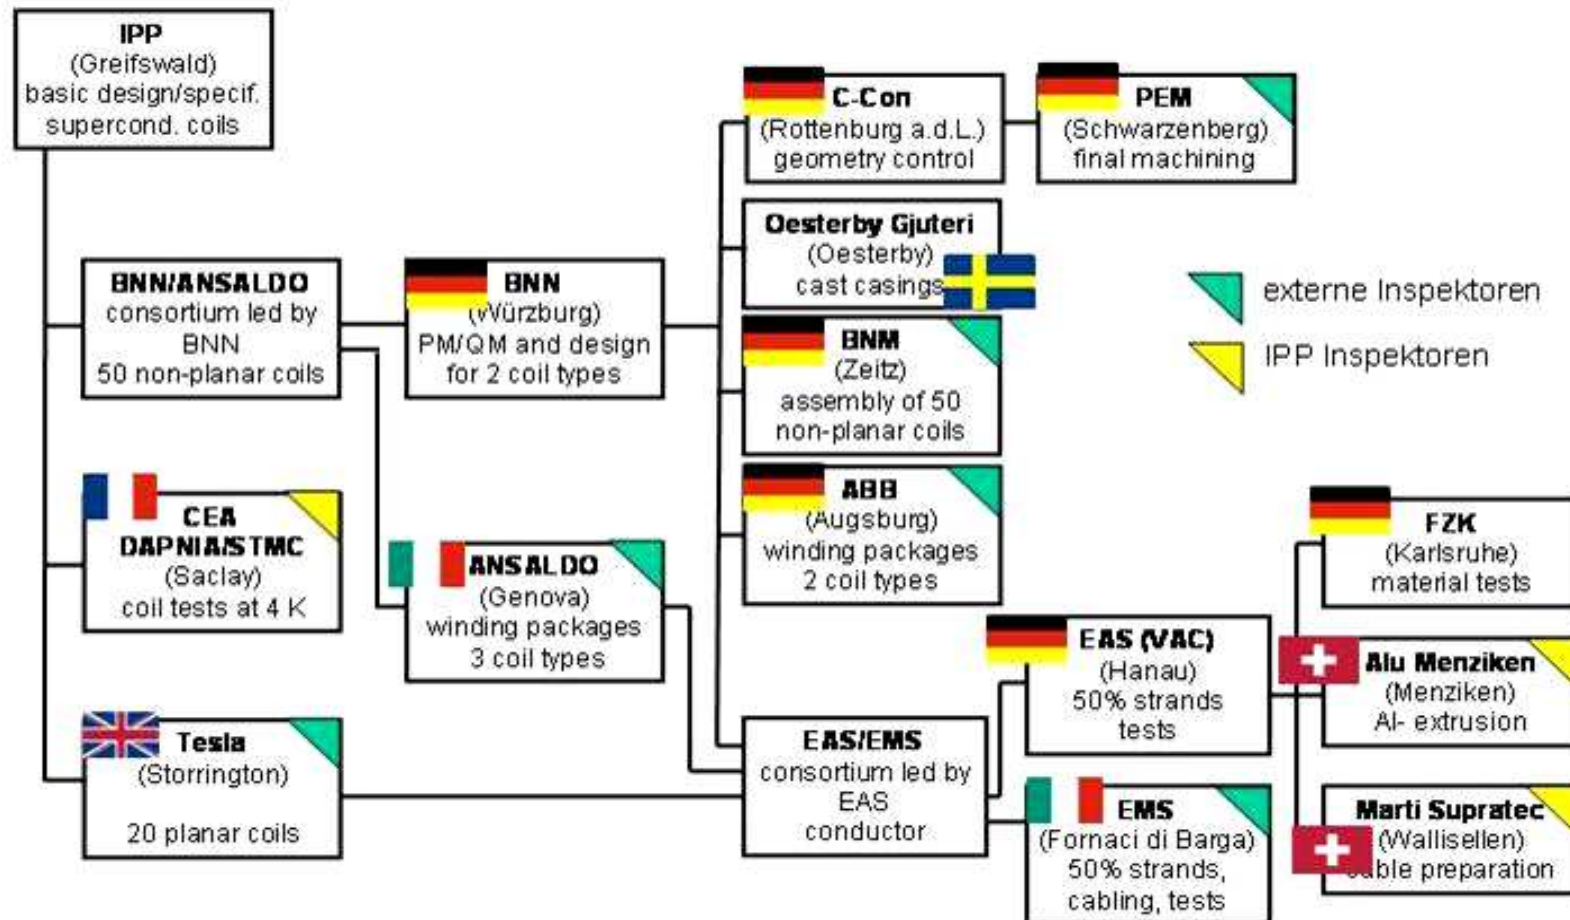 IPP
(Greifswald)
basic design/specif.
supercond. coils
C-Con
(Rottenburg a.d.L.)
geometry control
PEM
(Schwarzenberg)
final machining
Oesterby Gjuteri
(Oesterby)
cast casings
externe Inspektoren
IPP Inspektoren
BNN/ANSALDO
consortium led by
BNN
50 non-planar coils
BNN
(Würzburg)
PM/QM and design
for 2 coil types
BNM
(Zeitz)
assembly of 50
non-planar coils
CEA
DAPNIA/STMC
(Saclay)
coil tests at 4 K
ANSALDO
(Genova)
winding packages
3 coil types
ABB
(Augsburg)
winding packages
2 coil types
FZK
(Karlsruhe)
material tests
Tesla
(Storrington)
20 planar coils
EAS/EMS
consortium led by
EAS
conductor
EAS (VAC)
(Hanau)
50% strands
tests
Alu Menziken
(Menziken)
Al- extrusion
EMS
(Fornaci di Barga)
50% strands,
cabling, tests
Marti Supratec
(Wallisellen)
cable preparation